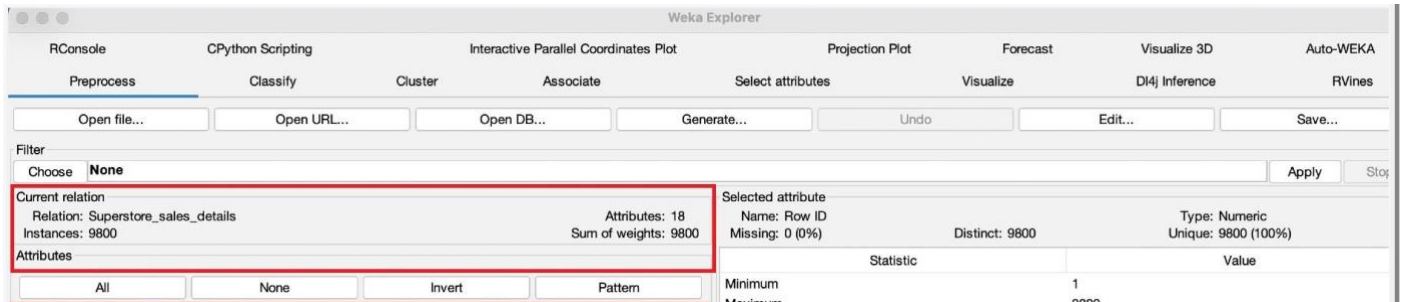 Weka Explorer
RConsole CPython Scripting Interactive Parallel Coordinates Plot Projection Plot Forecast Visualize 3D Auto-WEKA
Preprocess Classify Cluster Associate Select attributes Visualize Dl4j Inference RVines
Open file... Open URL... Open DB... Generate... Undo Edit... Save...
Filter
Choose None Apply Stop
Current relation Selected attribute
Relation: Superstore_sales_details Attributes: 18 Name: Row ID Type: Numeric
Instances: 9800 Sum of weights: 9800 Missing: 0 (0%) Distinct: 9800 Unique: 9800 (100%)
Attributes Statistic Value
All None Invert Pattern Minimum 1
Maximum 9800